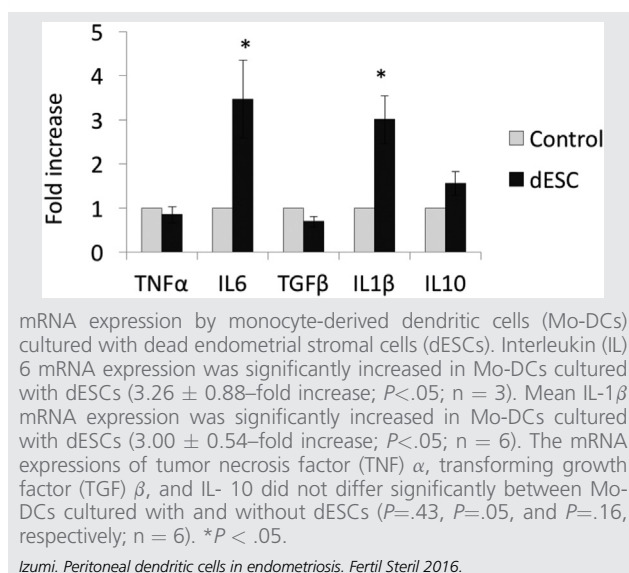 5
4
3
2
1
0
Fold increase
*
*
Control
dESC
TNFα IL6 TGFβ IL1β IL10
mRNA expression by monocyte-derived dendritic cells (Mo-DCs)
cultured with dead endometrial stromal cells (dESCs). Interleukin (IL)
6 mRNA expression was significantly increased in Mo-DCs cultured
with dESCs (3.26 ± 0.88–fold increase; P<.05; n = 3). Mean IL-1β
mRNA expression was significantly increased in Mo-DCs cultured
with dESCs (3.00 ± 0.54–fold increase; P<.05; n = 6). The mRNA
expressions of tumor necrosis factor (TNF) α, transforming growth
factor (TGF) β, and IL- 10 did not differ significantly between Mo-
DCs cultured with and without dESCs (P=.43, P=.05, and P=.16,
respectively; n = 6). *P < .05.
Izumi. Peritoneal dendritic cells in endometriosis. Fertil Steril 2016.